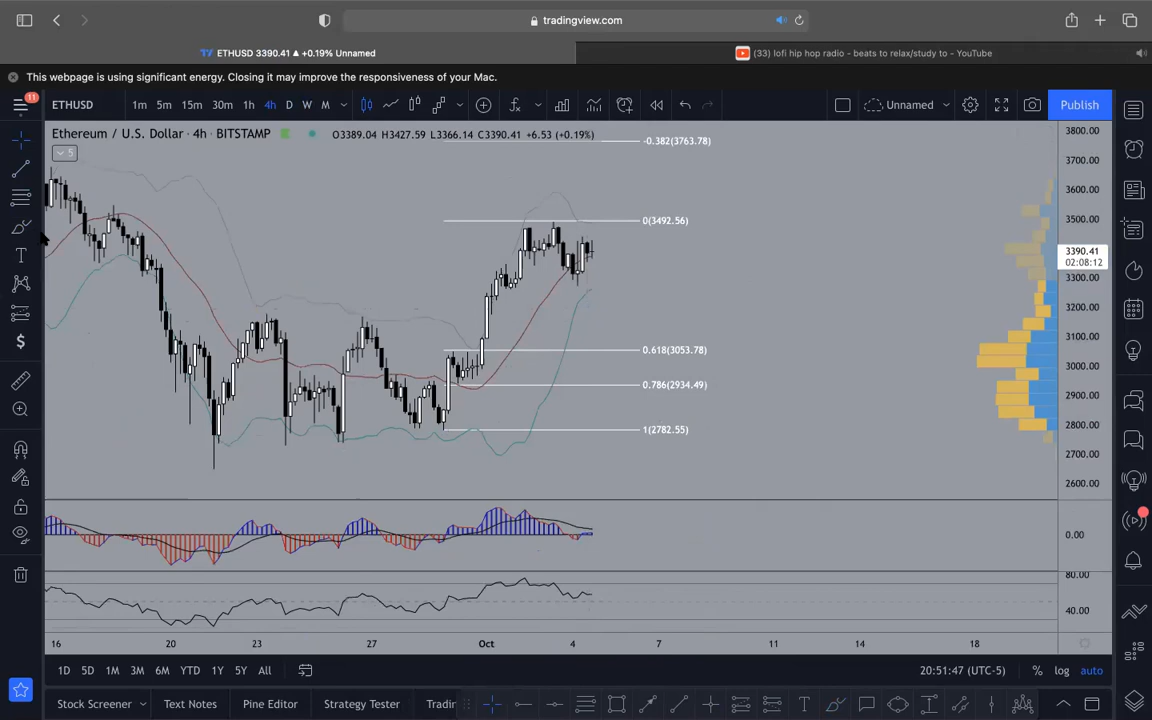 tradingview.com
ETHUSD 3390.41 ▲ +0.19% Unnamed
(33) lofi hip hop radio - beats to relax/study to - YouTube
This webpage is using significant energy. Closing it may improve the responsiveness of your Mac.
11
ETHUSD 1m 5m 15m 30m 1h 4h D W M Unnamed Publish
Ethereum / U.S. Dollar · 4h · BITSTAMP O3389.04 H3427.59 L3366.14 C3390.41 +6.53 (+0.19%)
5
-0.382(3763.78)
0(3492.56)
0.618(3053.78)
0.786(2934.49)
1(2782.55)
3800.00
3700.00
3600.00
3500.00
3390.41
02:08:12
3300.00
3200.00
3100.00
3000.00
2900.00
2800.00
2700.00
2600.00
0.00
80.00
40.00
16 20 23 27 Oct 4 7 11 14 18
1D 5D 1M 3M 6M YTD 1Y 5Y All 20:51:47 (UTC-5) % log auto
Stock Screener Text Notes Pine Editor Strategy Tester Tradin